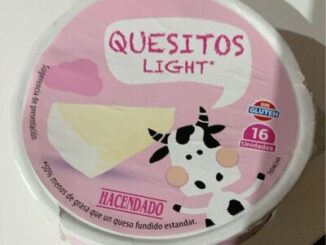 QUESITOS
LIGHT*
Sugerencia de presentación
SIN
GLUTEN
16
Unidades
HACENDADO
*50% menos de grasa que un queso fundido estandar.